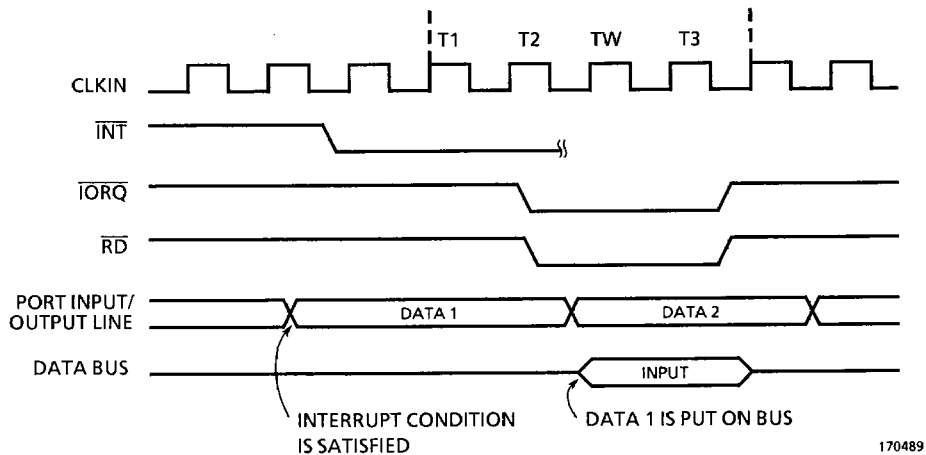 T1 T2 TW T3
CLKIN
INT
IORQ
RD
PORT INPUT/
OUTPUT LINE
DATA 1 DATA 2
DATA BUS
INPUT
INTERRUPT CONDITION
IS SATISFIED
DATA 1 IS PUT ON BUS
170489